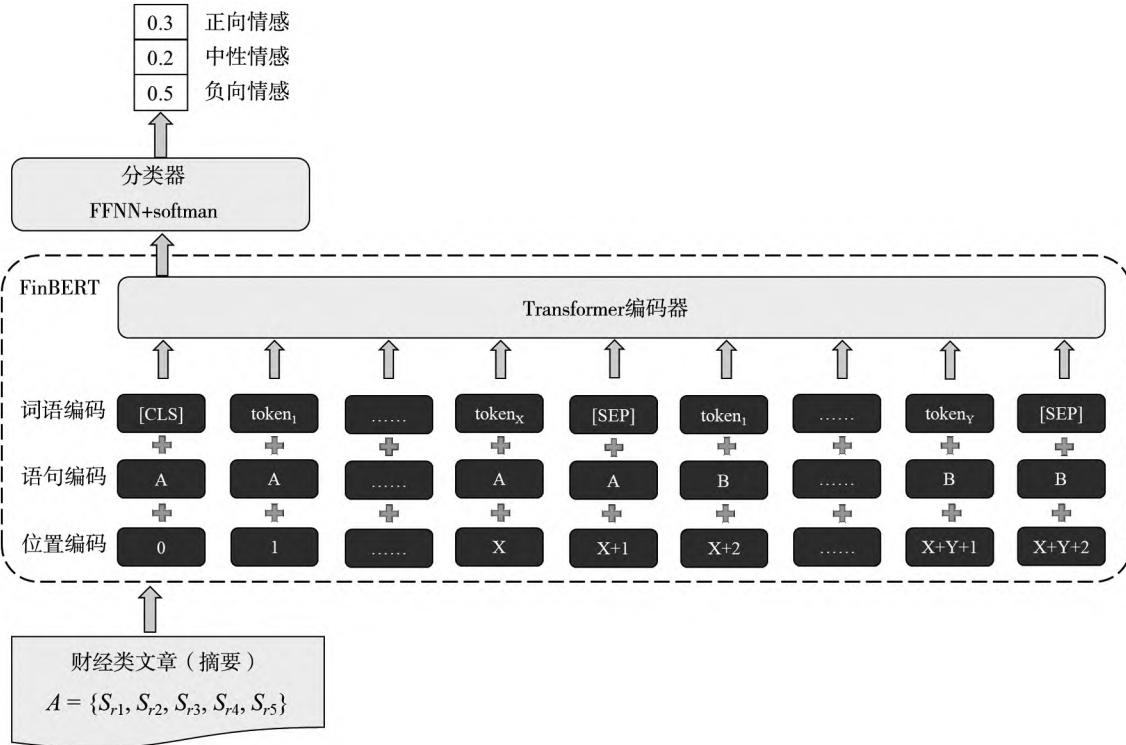 0.3 正向情感
0.2 中性情感
0.5 负向情感
分类器
FFNN+softman
FinBERT
Transformer编码器
词语编码 [CLS] token₁ …… tokenX [SEP] token₁ …… tokenY [SEP]
语句编码 A A …… A A B …… B B
位置编码 0 1 …… X X+1 X+2 …… X+Y+1 X+Y+2
财经类文章（摘要）
A = {Sr1, Sr2, Sr3, Sr4, Sr5}